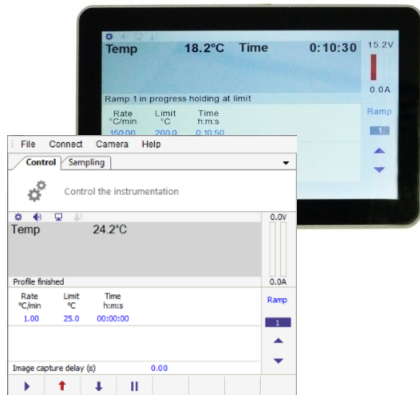 Temp 18.2°C Time 0:10:30 15.2V
0.0A
Ramp 1 in progress holding at limit
Rate Limit Time Ramp
°C/min °C h:m:s
150.00 200.0 0:10:50 1
File Connect Camera Help
Control Sampling
Control the instrumentation
0.0V
Temp 24.2°C
Profile finished 0.0A
Rate Limit Time Ramp
°C/min °C h:m:s
1.00 25.0 00:00:00 1
Image capture delay (s) 0.00